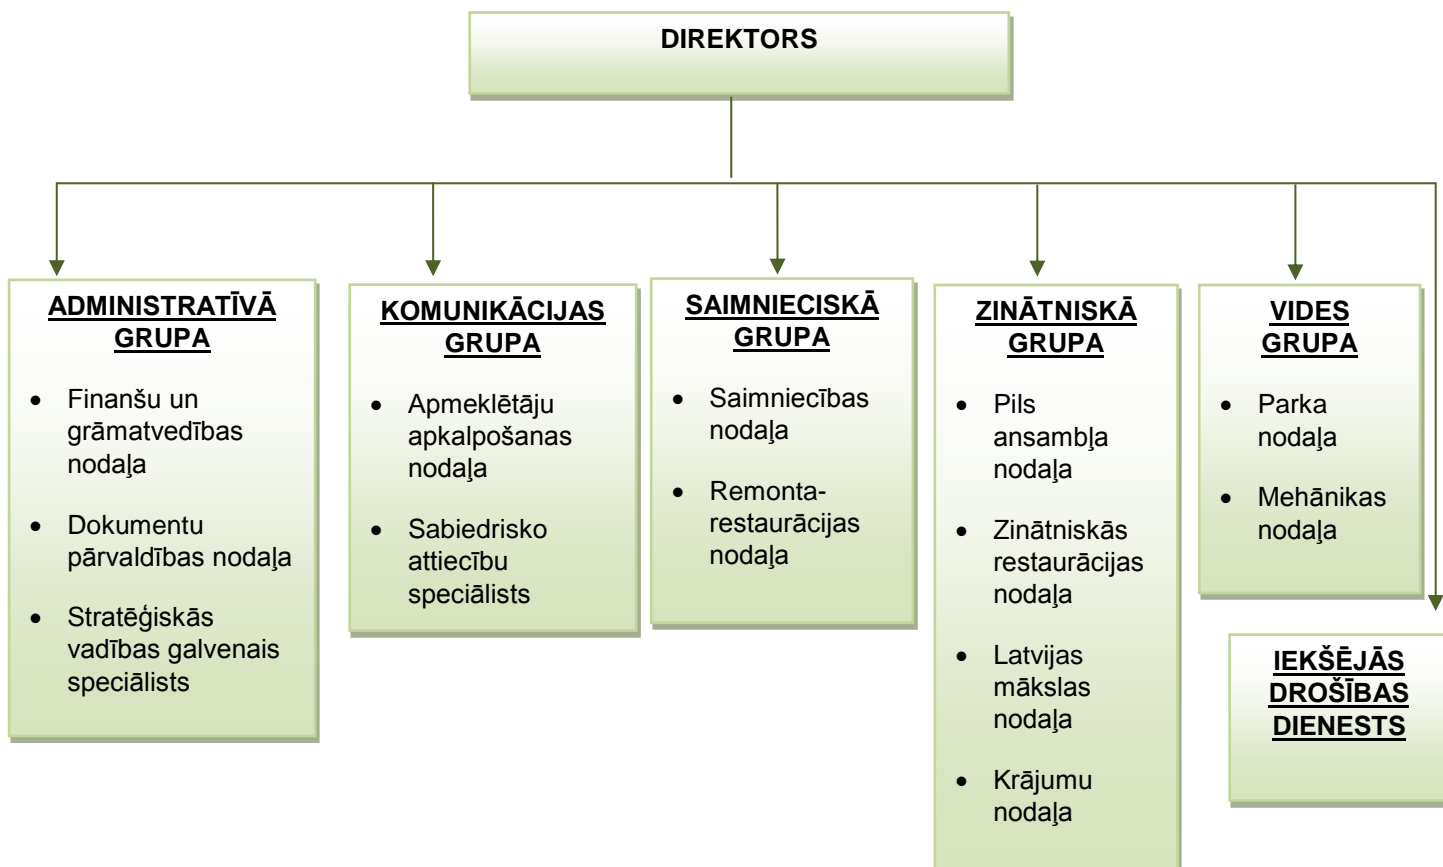 DIREKTORS
ADMINISTRATĪVĀ
GRUPA
• Finanšu un
grāmatvedības
nodaļa
• Dokumentu
pārvaldības nodaļa
• Stratēģiskās
vadības galvenais
speciālists
KOMUNIKĀCIJAS
GRUPA
• Apmeklētāju
apkalpošanas
nodaļa
• Sabiedrisko
attiecību
speciālists
SAIMNIECISKĀ
GRUPA
• Saimniecības
nodaļa
• Remonta-
restaurācijas
nodaļa
ZINĀTNISKĀ
GRUPA
• Pils
ansambļa
nodaļa
• Zinātniskās
restaurācijas
nodaļa
• Latvijas
mākslas
nodaļa
• Krājumu
nodaļa
VIDES
GRUPA
• Parka
nodaļa
• Mehānikas
nodaļa
IEKŠĒJĀS
DROŠĪBAS
DIENESTS